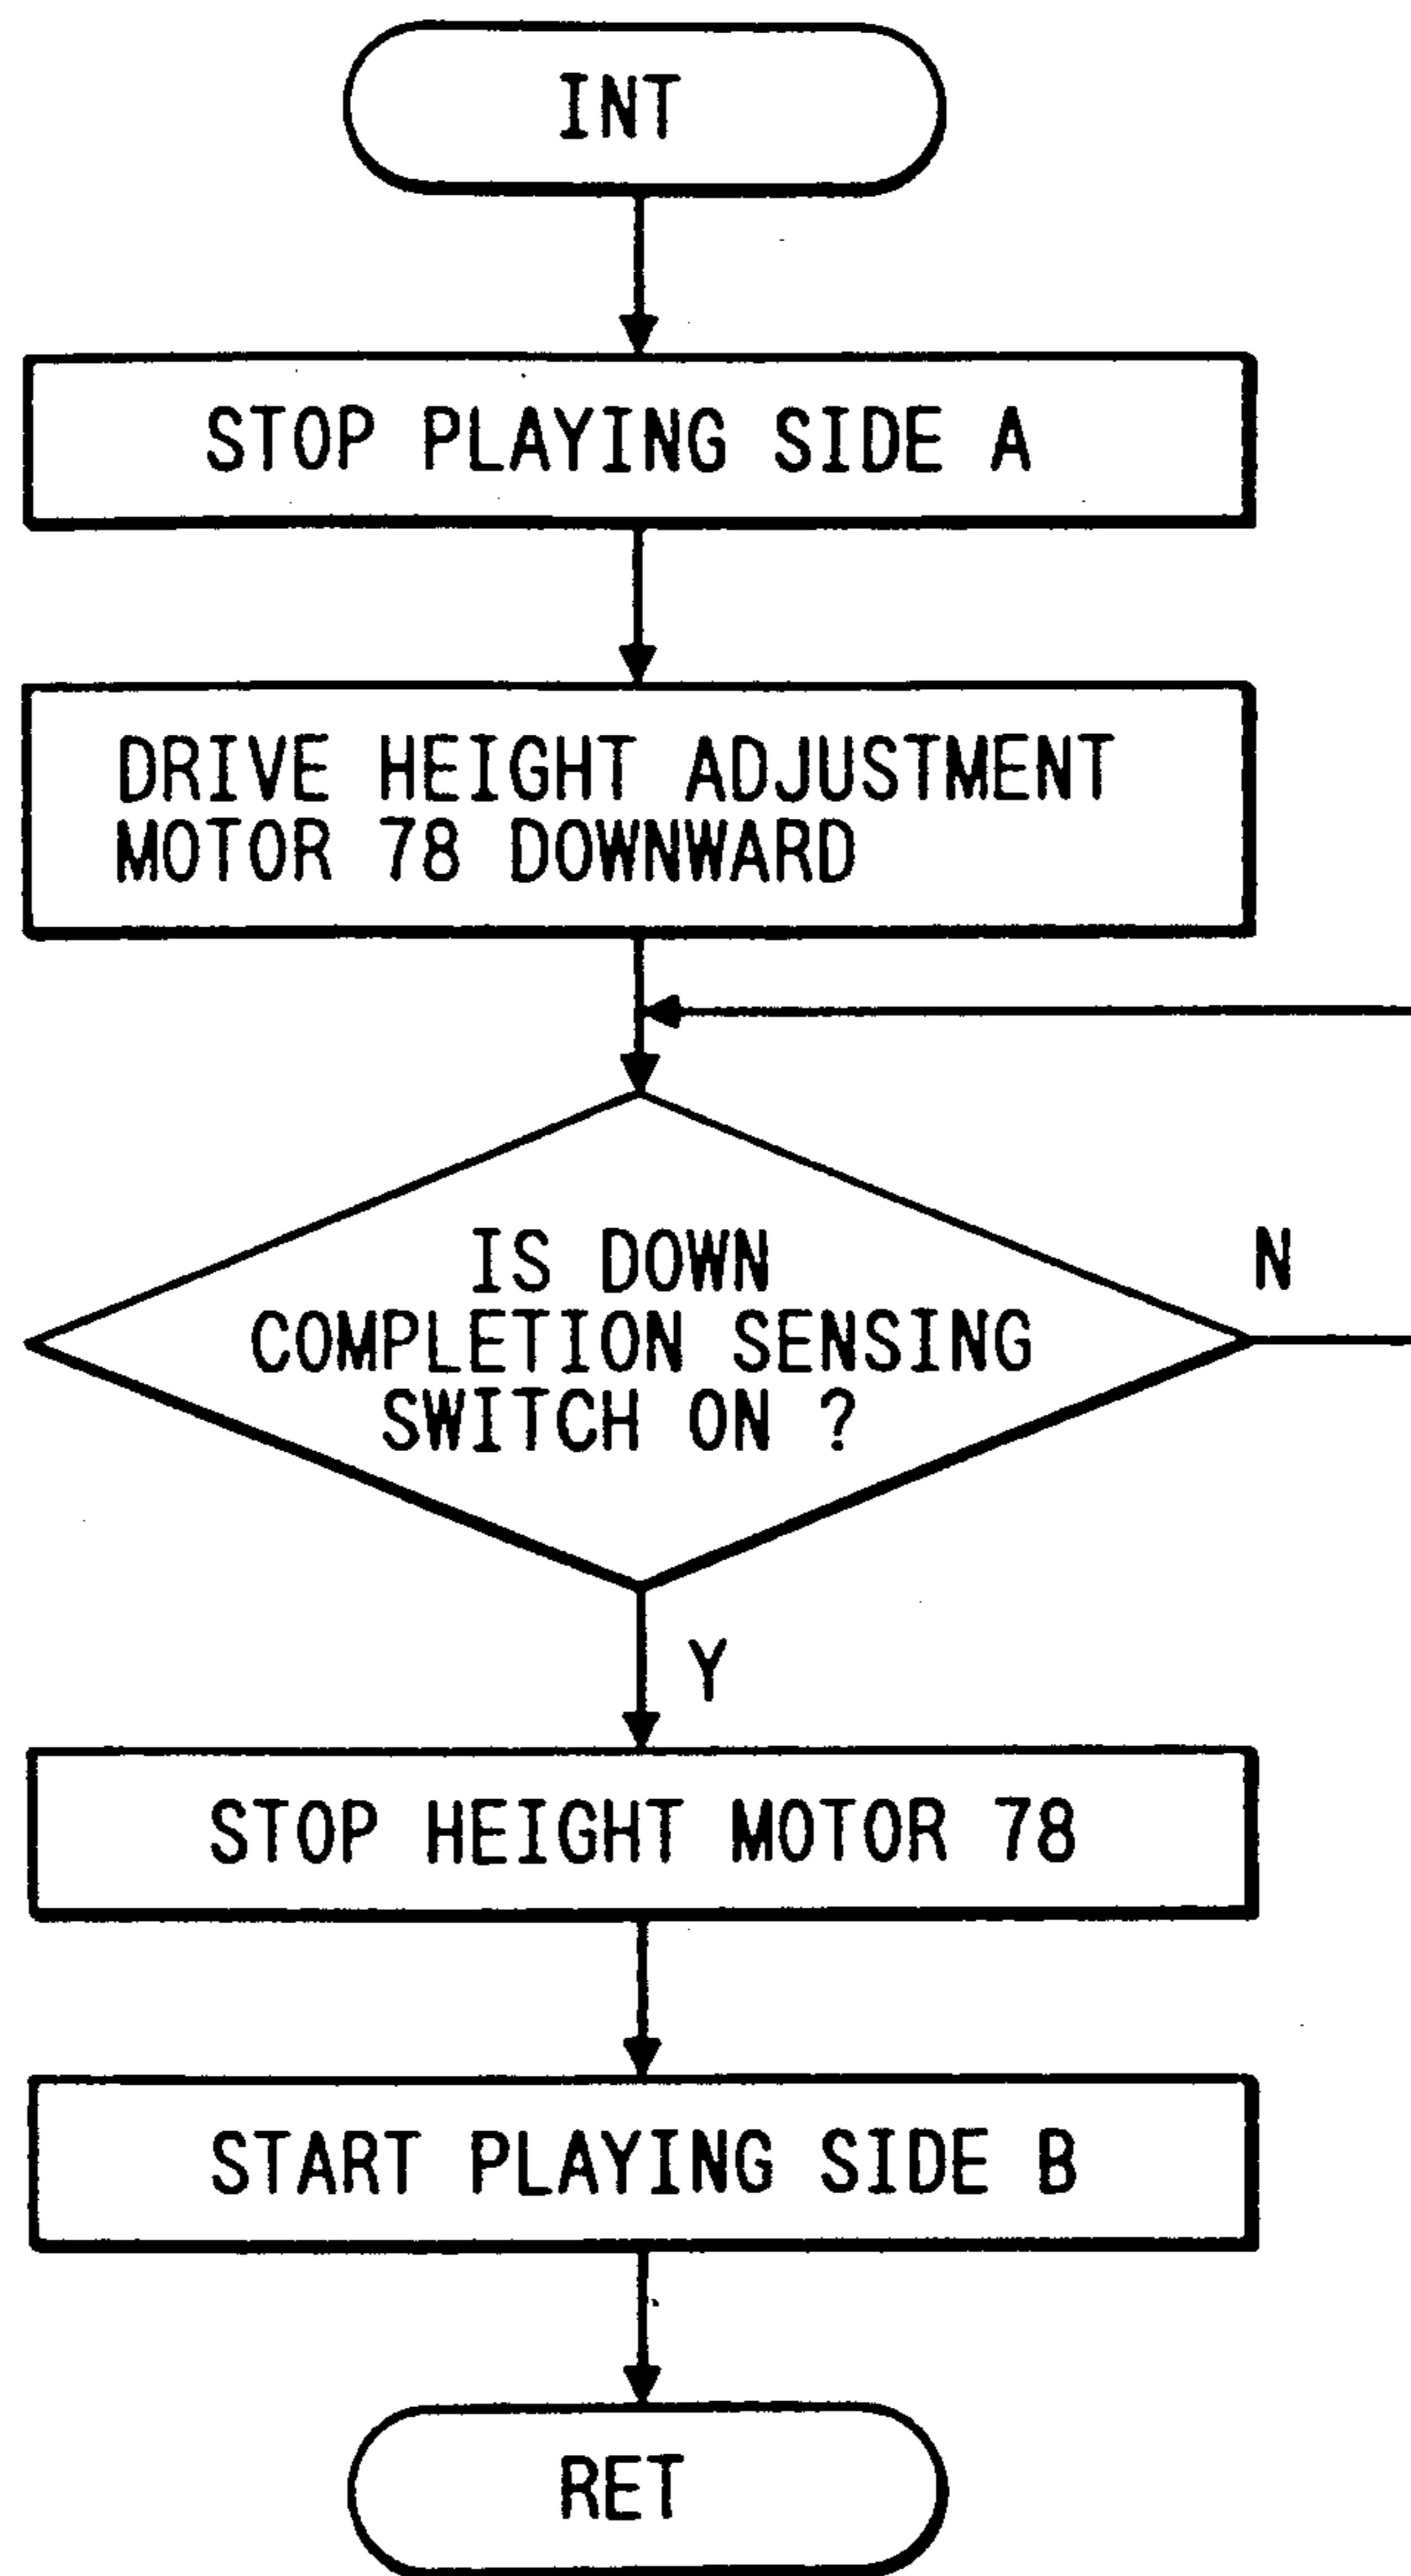 INT
STOP PLAYING SIDE A
DRIVE HEIGHT ADJUSTMENT
MOTOR 78 DOWNWARD
IS DOWN
COMPLETION SENSING
SWITCH ON ?
N
Y
STOP HEIGHT MOTOR 78
START PLAYING SIDE B
RET